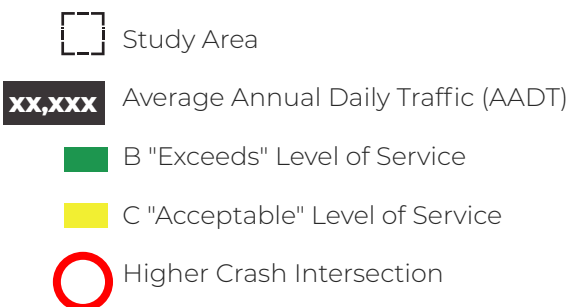 Study Area
xx,xxx Average Annual Daily Traffic (AADT)
B "Exceeds" Level of Service
C "Acceptable" Level of Service
Higher Crash Intersection